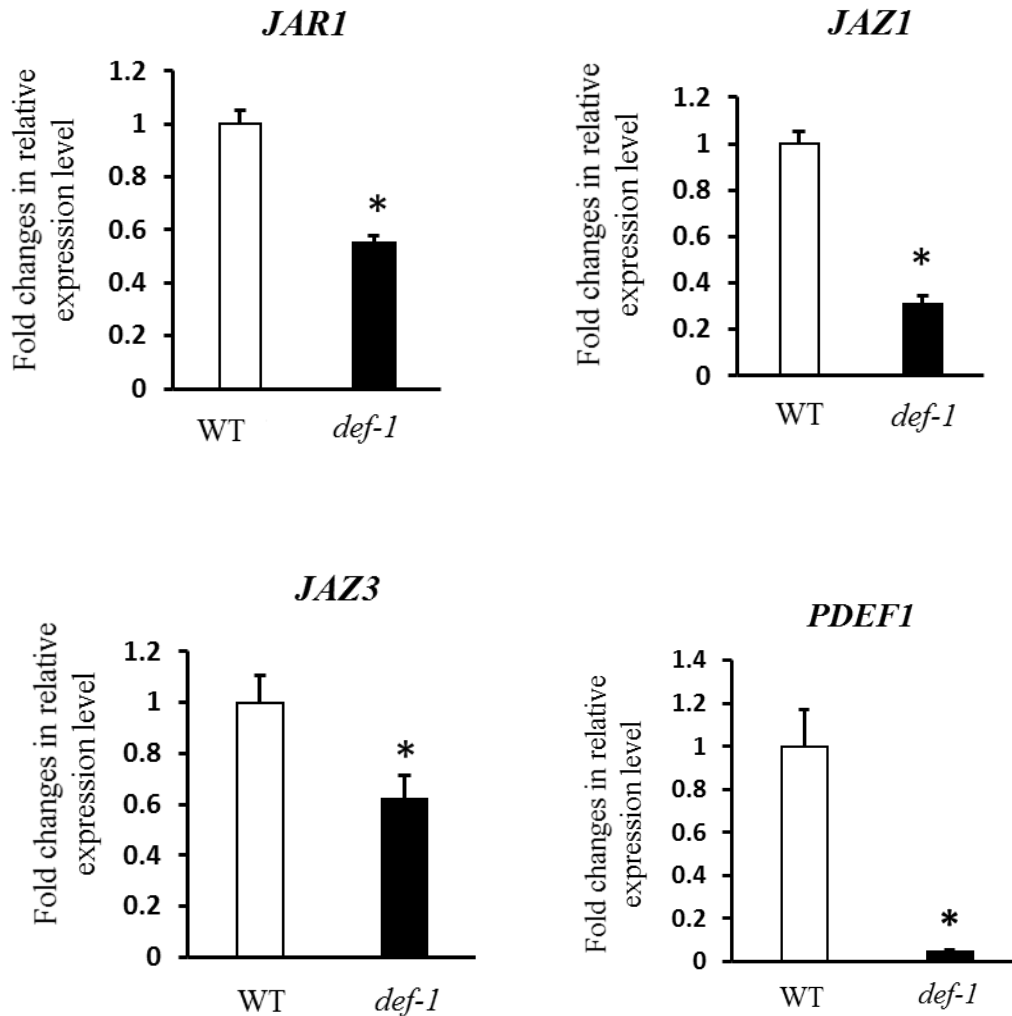 JAR1
Fold changes in relative
expression level
1.2
1
0.8
0.6
0.4
0.2
0
*
WT
def-1
JAZ1
Fold changes in relative
expression level
1.2
1
0.8
0.6
0.4
0.2
0
*
WT
def-1
JAZ3
Fold changes in relative
expression level
1.2
1
0.8
0.6
0.4
0.2
0
*
WT
def-1
PDEF1
Fold changes in relative
expression level
1.4
1.2
1
0.8
0.6
0.4
0.2
0
*
WT
def-1